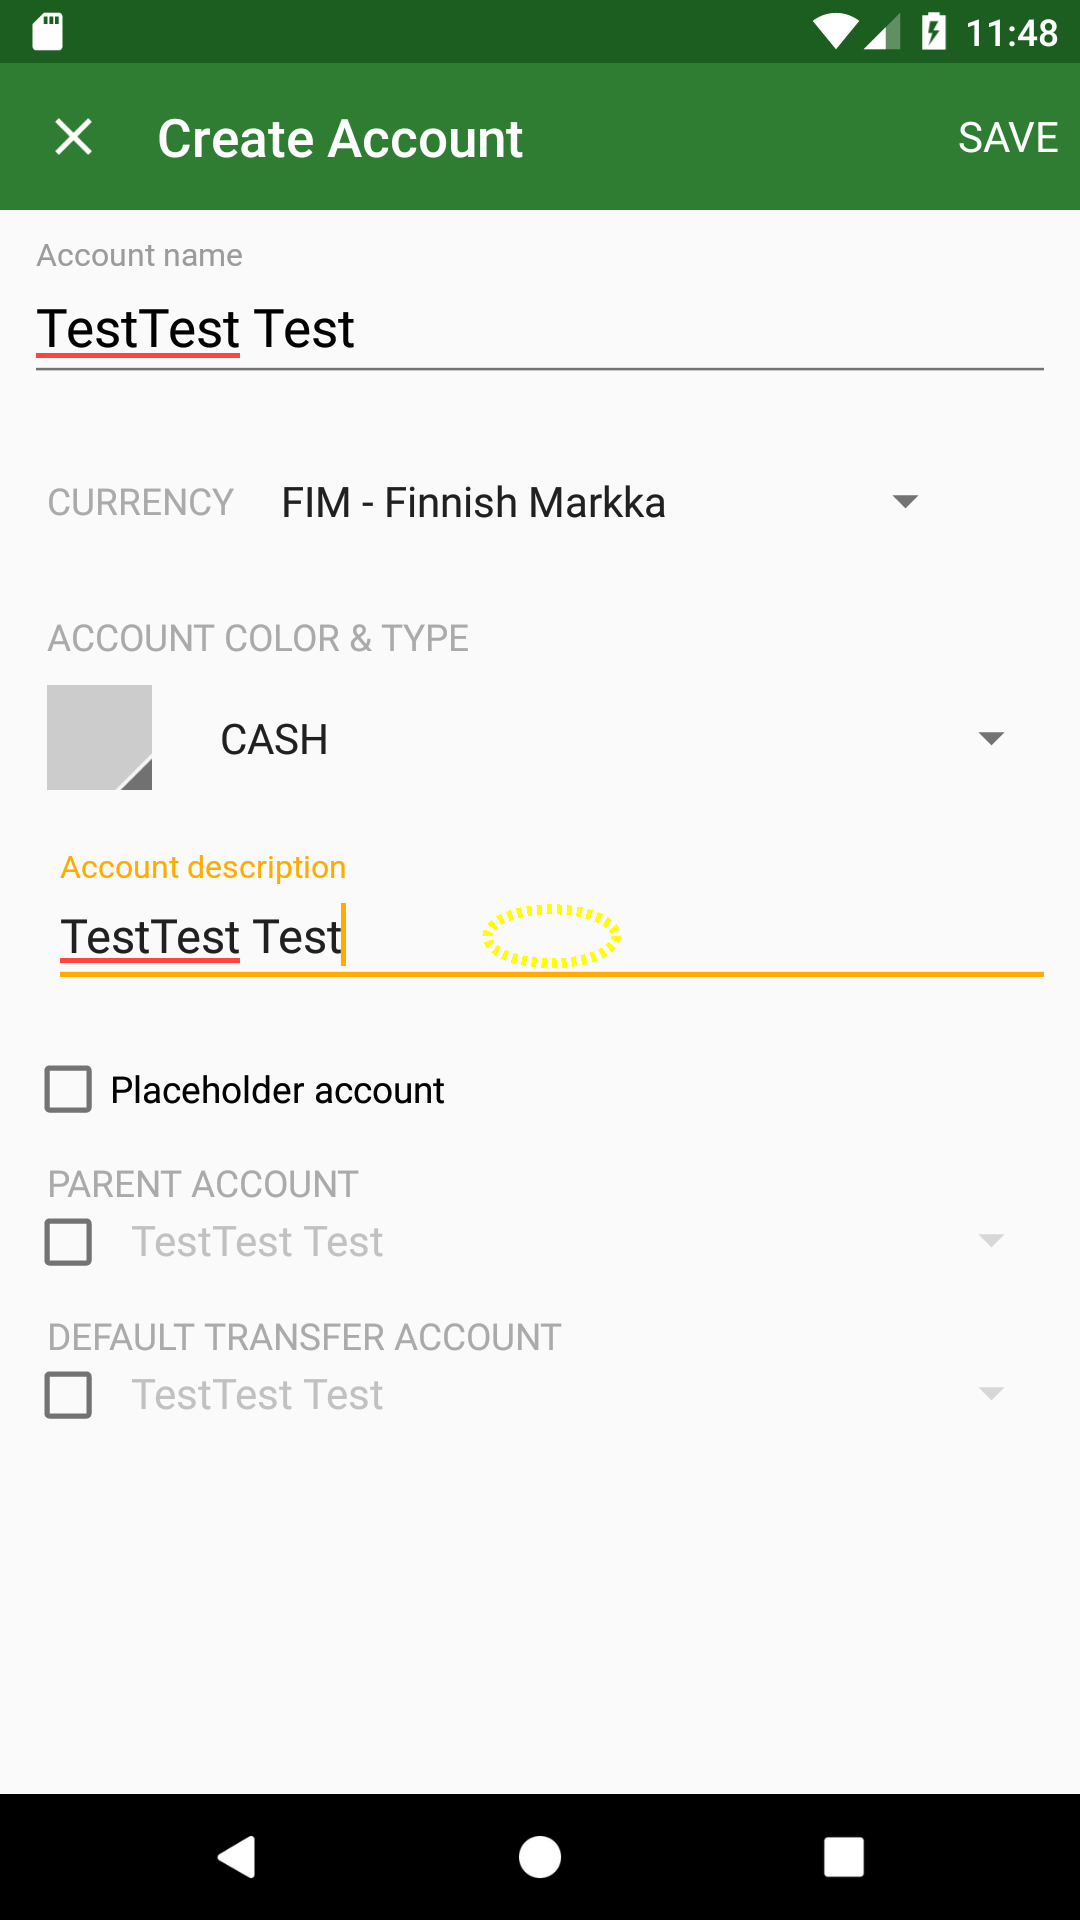 11:48
Create Account
SAVE
Account name
TestTest Test
CURRENCY FIM - Finnish Markka
ACCOUNT COLOR & TYPE
CASH
Account description
TestTest Test
Placeholder account
PARENT ACCOUNT
TestTest Test
DEFAULT TRANSFER ACCOUNT
TestTest Test